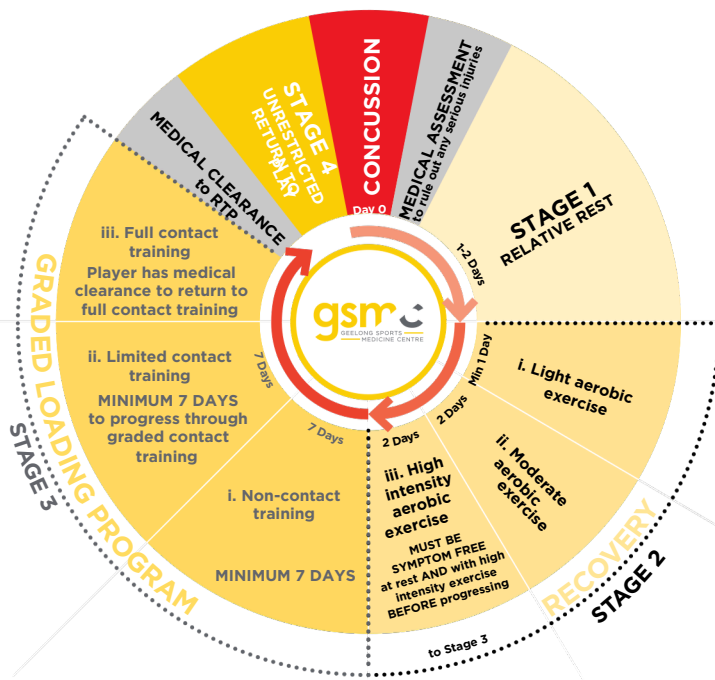 CONCUSSION
Day 0
MEDICAL ASSESSMENT
to rule out any serious injuries
STAGE 1
RELATIVE REST
1-2 Days
i. Light aerobic
exercise
Min 1 Day
ii. Moderate
aerobic
exercise
2 Days
iii. High
intensity
aerobic
exercise
MUST BE
SYMPTOM FREE
at rest AND with high
intensity exercise
BEFORE progressing
to Stage 3
2 Days
RECOVERY
STAGE 2
i. Non-contact
training
MINIMUM 7 DAYS
7 Days
ii. Limited contact
training
MINIMUM 7 DAYS
to progress through
graded contact
training
7 Days
iii. Full contact
training
Player has medical
clearance to return to
full contact training
GRADED LOADING PROGRAM
STAGE 3
MEDICAL CLEARANCE
to RTP
STAGE 4
UNRESTRICTED
RETURN TO
PLAY
gsmc
GEELONG SPORTS
MEDICINE CENTRE